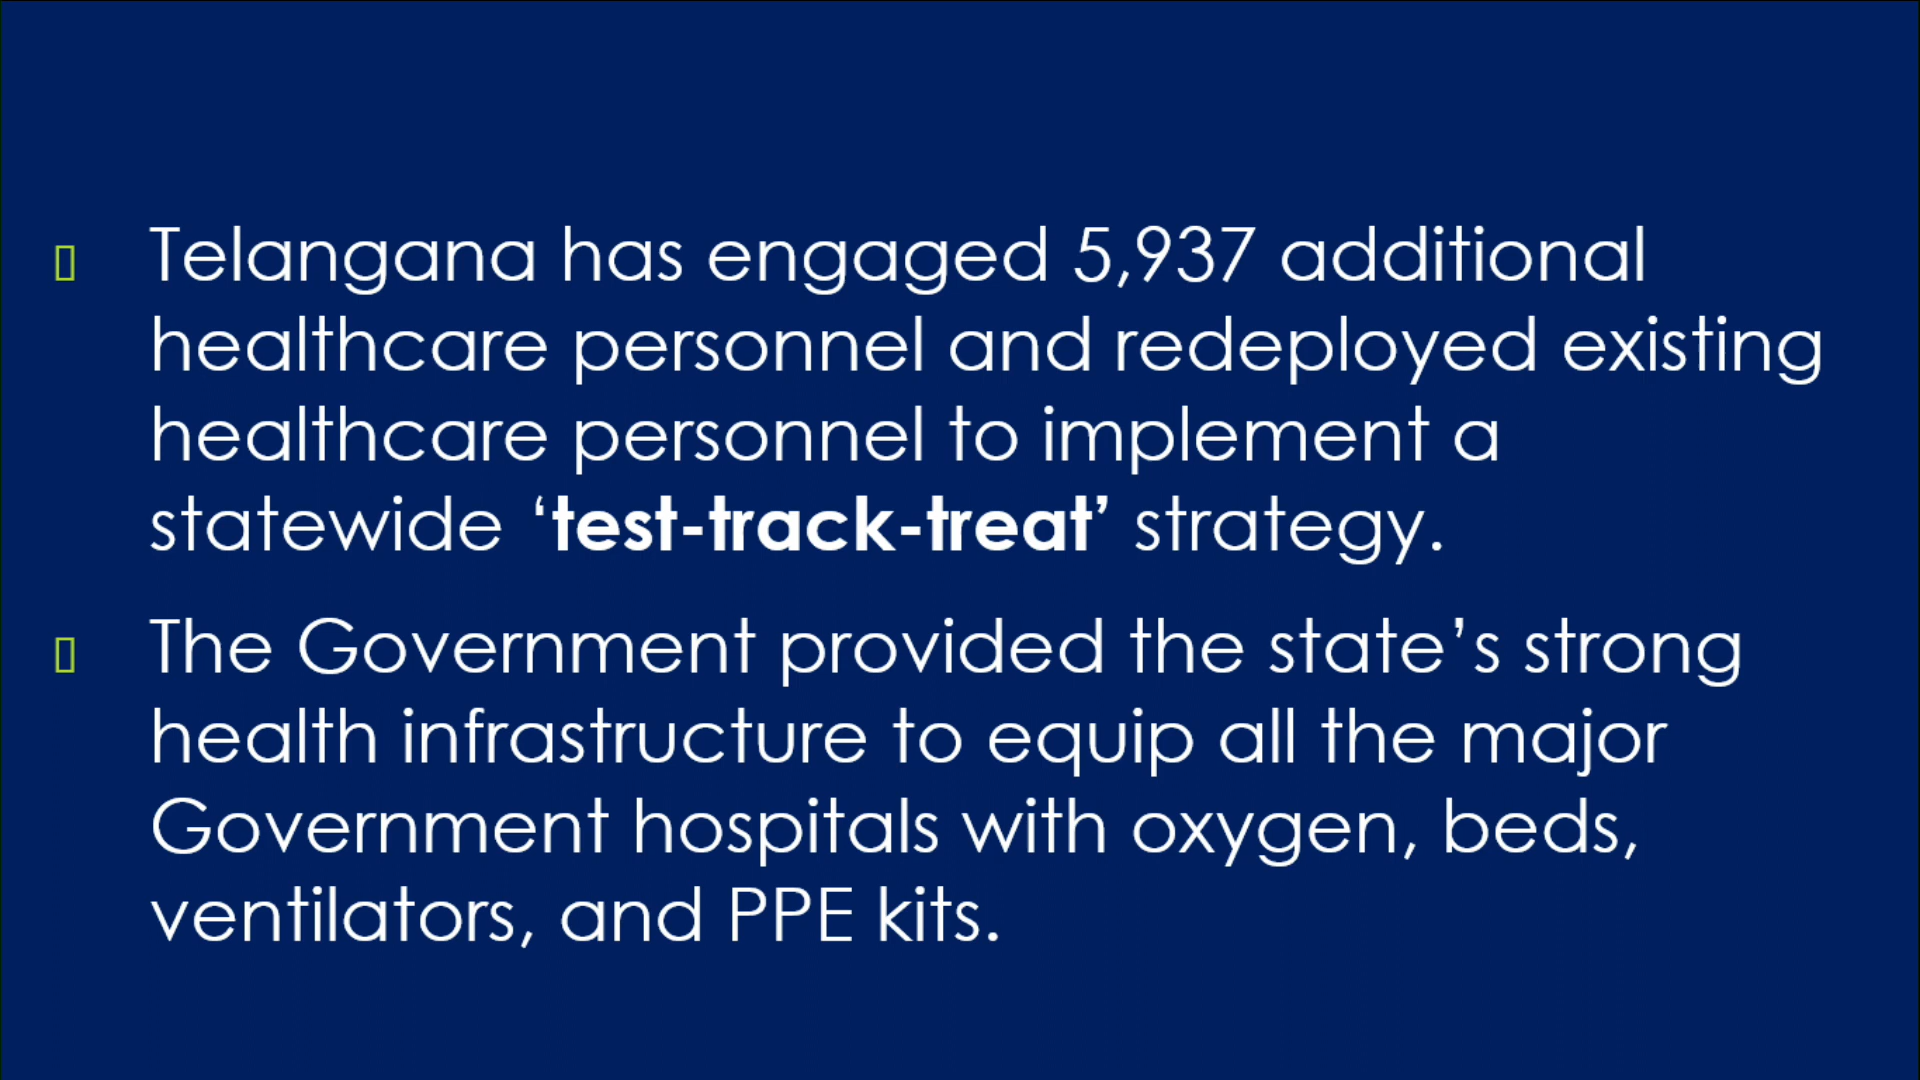 Telangana has engaged 5,937 additional
healthcare personnel and redeployed existing
healthcare personnel to implement a
statewide ‘test-track-treat’ strategy.
The Government provided the state’s strong
health infrastructure to equip all the major
Government hospitals with oxygen, beds,
ventilators, and PPE kits.